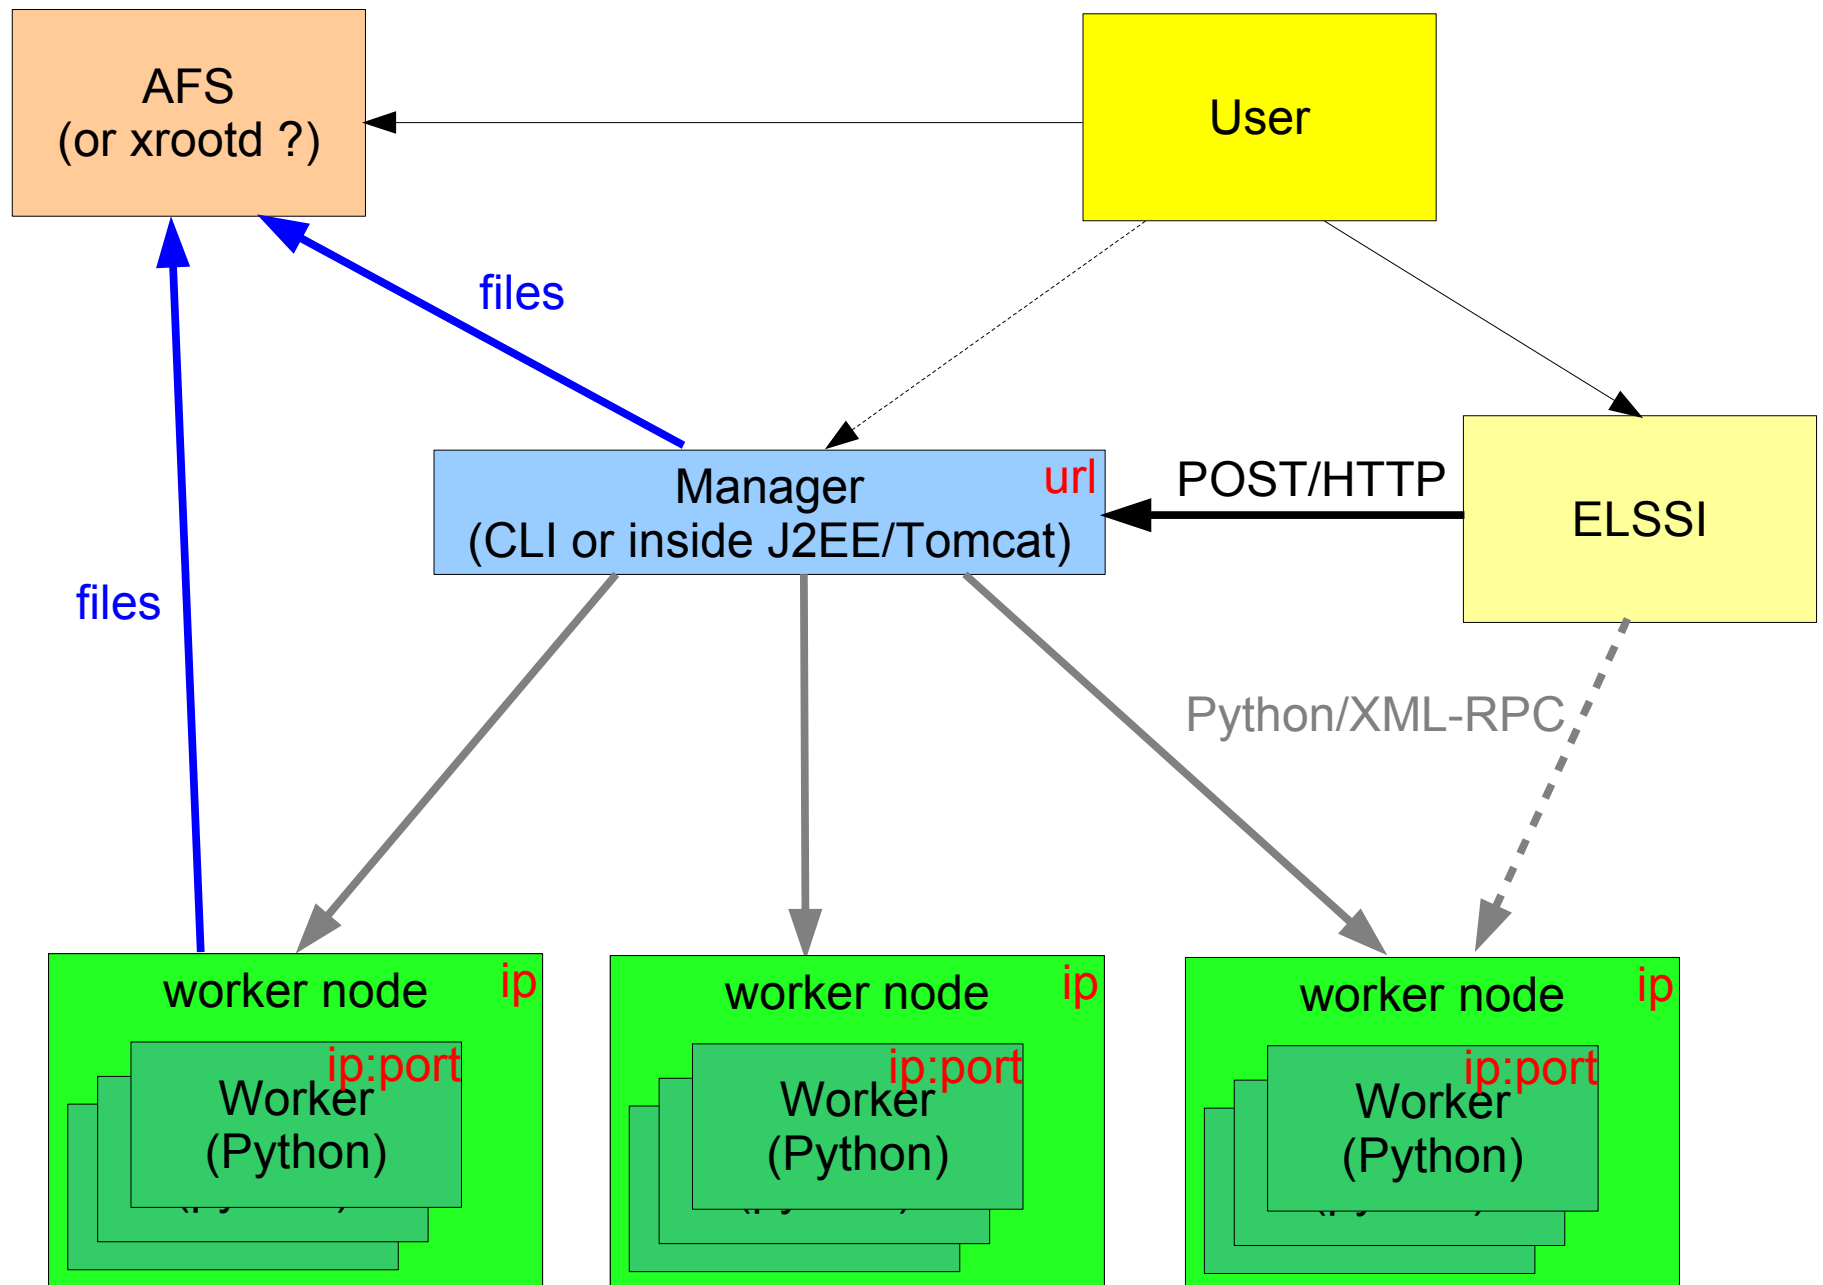 AFS
(or xrootd ?)
User
files
Manager
url
(CLI or inside J2EE/Tomcat)
POST/HTTP
ELSSI
files
Python/XML-RPC
worker node
ip
ip:port
Worker
(Python)
worker node
ip
ip:port
Worker
(Python)
worker node
ip
ip:port
Worker
(Python)